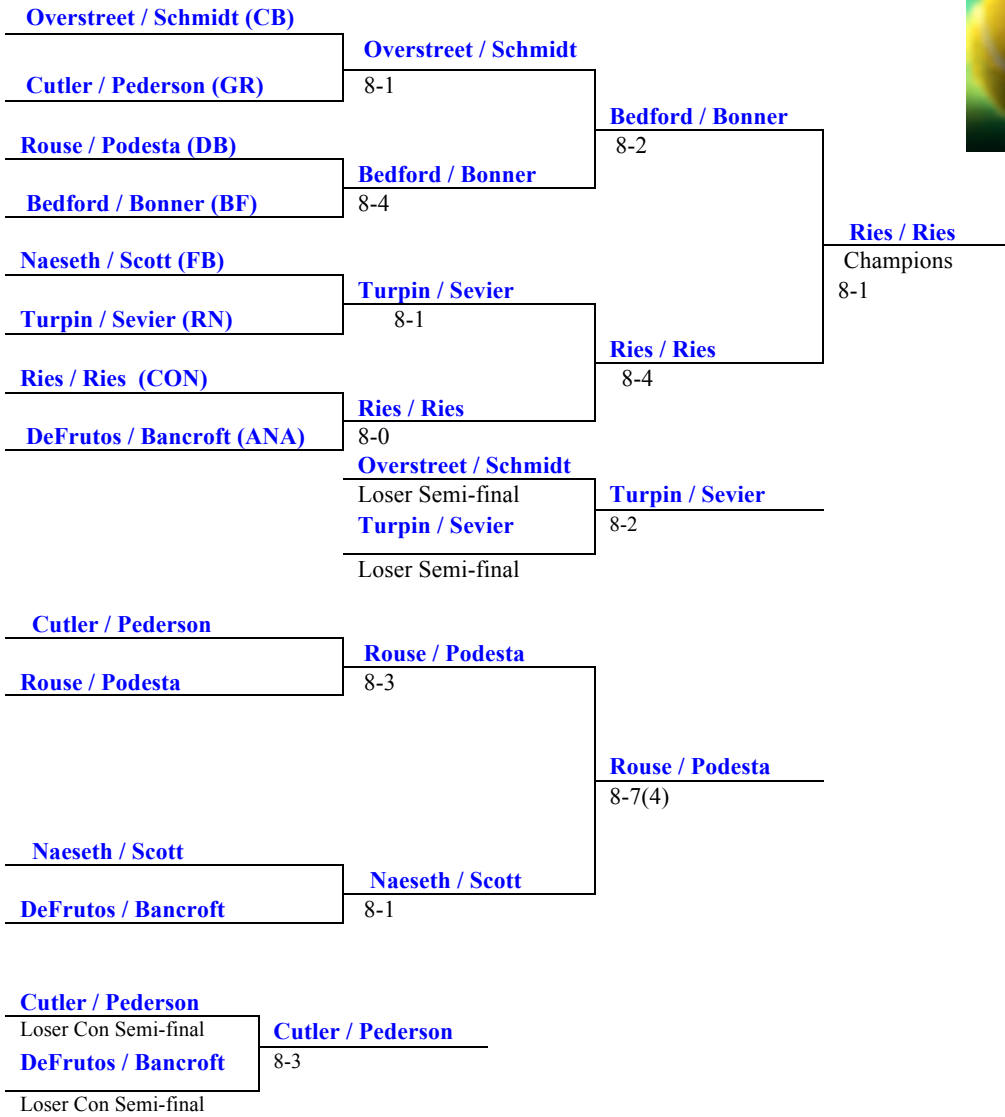 Overstreet / Schmidt (CB)
Overstreet / Schmidt
Cutler / Pederson (GR)
8-1
Bedford / Bonner
Rouse / Podesta (DB)
8-2
Bedford / Bonner
Bedford / Bonner (BF)
8-4
Ries / Ries
Naeseth / Scott (FB)
Champions
Turpin / Sevier
8-1
Turpin / Sevier (RN)
8-1
Ries / Ries
Ries / Ries (CON)
8-4
Ries / Ries
DeFrutos / Bancroft (ANA)
8-0
Overstreet / Schmidt
Loser Semi-final
Turpin / Sevier
Turpin / Sevier
8-2
Loser Semi-final
Cutler / Pederson
Rouse / Podesta
Rouse / Podesta
8-3
Rouse / Podesta
8-7(4)
Naeseth / Scott
Naeseth / Scott
DeFrutos / Bancroft
8-1
Cutler / Pederson
Loser Con Semi-final
Cutler / Pederson
DeFrutos / Bancroft
8-3
Loser Con Semi-final